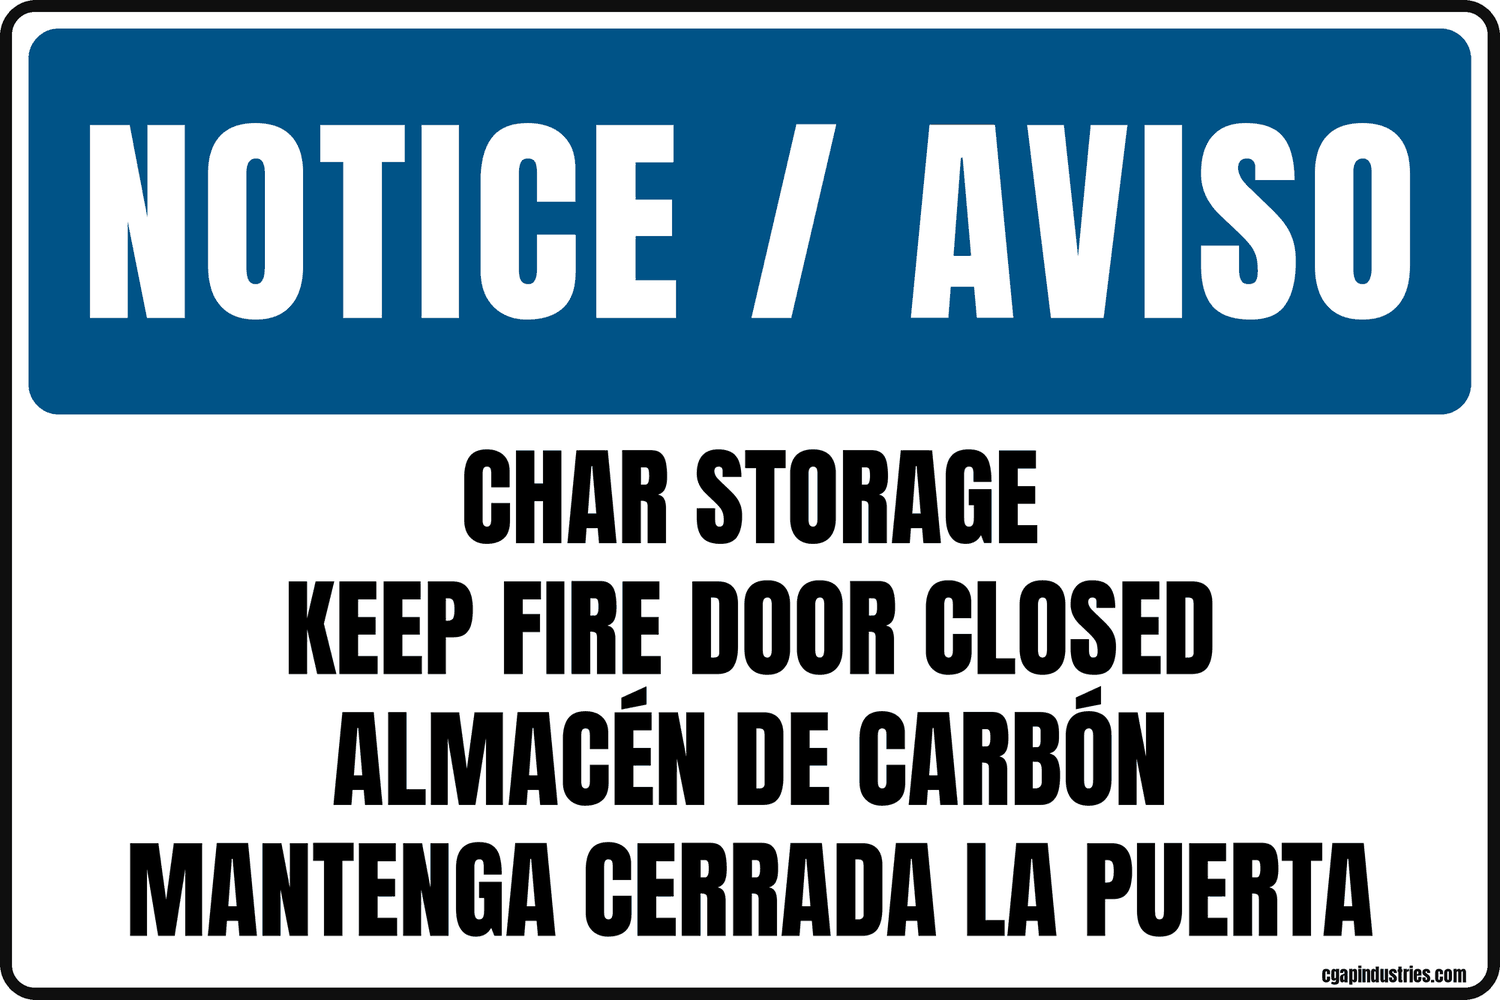 NOTICE / AVISO
CHAR STORAGE
KEEP FIRE DOOR CLOSED
ALMACÉN DE CARBÓN
MANTENGA CERRADA LA PUERTA
cgapindustries.com